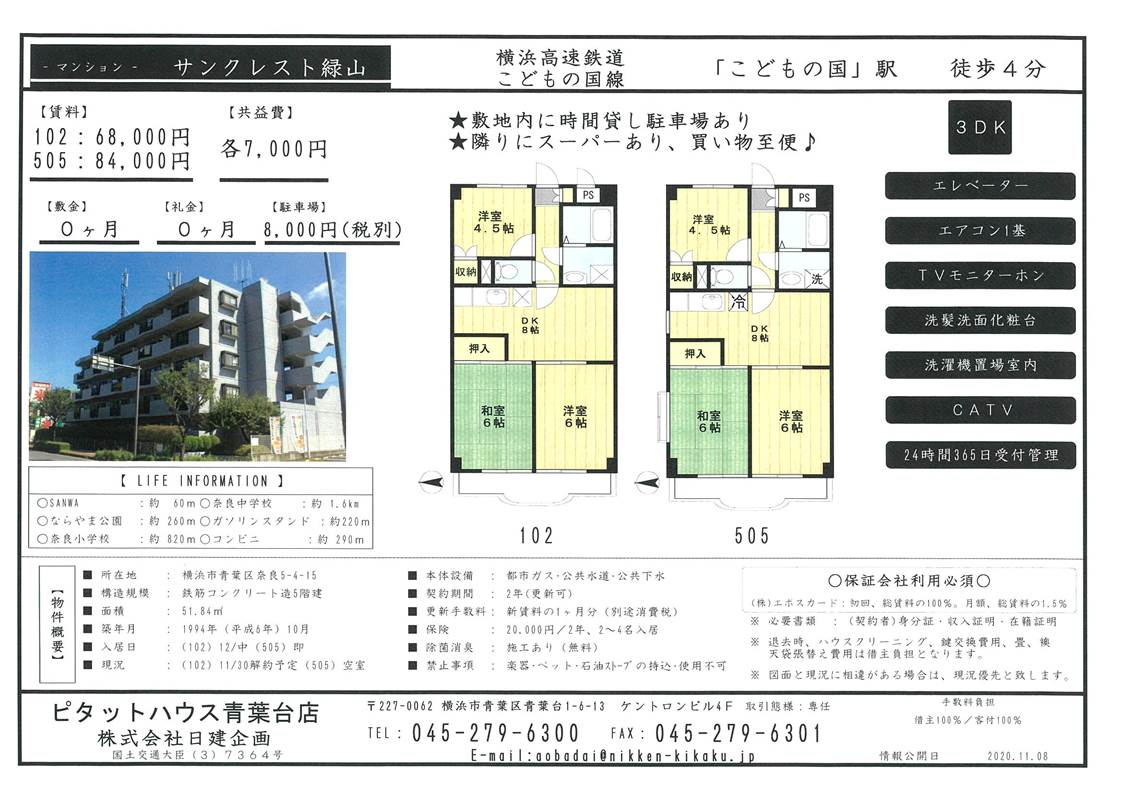 - マンション - サンクレスト緑山
横浜高速鉄道
こどもの国線
「こどもの国」駅 徒歩4分
【賃料】
102：68,000円
505：84,000円
【共益費】
各7,000円
【敷金】
0ヶ月
【礼金】
0ヶ月
【駐車場】
8,000円(税別)
★敷地内に時間貸し駐車場あり
★隣りにスーパーあり、買い物至便♪
3DK
エレベーター
エアコン1基
TVモニターホン
洗髪洗面化粧台
洗濯機置場室内
CATV
24時間365日受付管理
PS
洋室
4.5帖
収納
DK
8帖
押入
和室
6帖
洋室
6帖
102
PS
洋室
4.5帖
収納
洗
冷
DK
8帖
押入
和室
6帖
洋室
6帖
505
【 LIFE INFORMATION 】
○SANWA ：約 60m ○奈良中学校 ：約 1.6km
○ならやま公園 ：約 260m ○ガソリンスタンド ：約220m
○奈良小学校 ：約 820m ○コンビニ ：約 290m
【物件概要】
■ 所在地 ： 横浜市青葉区奈良5-4-15
■ 構造規模 ： 鉄筋コンクリート造5階建
■ 面積 ： 51.84㎡
■ 築年月 ： 1994年（平成6年）10月
■ 入居日 ： (102) 12/中 (505) 即
■ 現況 ： (102) 11/30解約予定 (505) 空室
■ 本体設備 ： 都市ガス・公共水道・公共下水
■ 契約期間 ： 2年(更新可)
■ 更新手数料： 新賃料の1ヶ月分（別途消費税）
■ 保険 ： 20.000円／2年、2～4名入居
■ 除菌消臭 ： 施工あり（無料）
■ 禁止事項 ： 楽器・ペット・石油ｽﾄｰﾌﾞの持込・使用不可
○保証会社利用必須○
(株)エポスカード：初回、総賃料の100％。月額、総賃料の1.5％
※ 必要書類 ：（契約者)身分証・収入証明・在籍証明
※ 退去時、ハウスクリーニング、鍵交換費用、畳、襖
天袋張替え費用は借主負担となります。
※ 図面と現況に相違がある場合は、現況優先と致します。
ピタットハウス青葉台店
株式会社日建企画
国土交通大臣（3）7364号
〒227-0062 横浜市青葉区青葉台1-6-13 ケントロンビル4F 取引態様：専任
TEL：045-279-6300 FAX：045-279-6301
E-mail:aobadai@nikken-kikaku.jp
手数料負担
借主100％／客付100％
情報公開日 2020.11.08